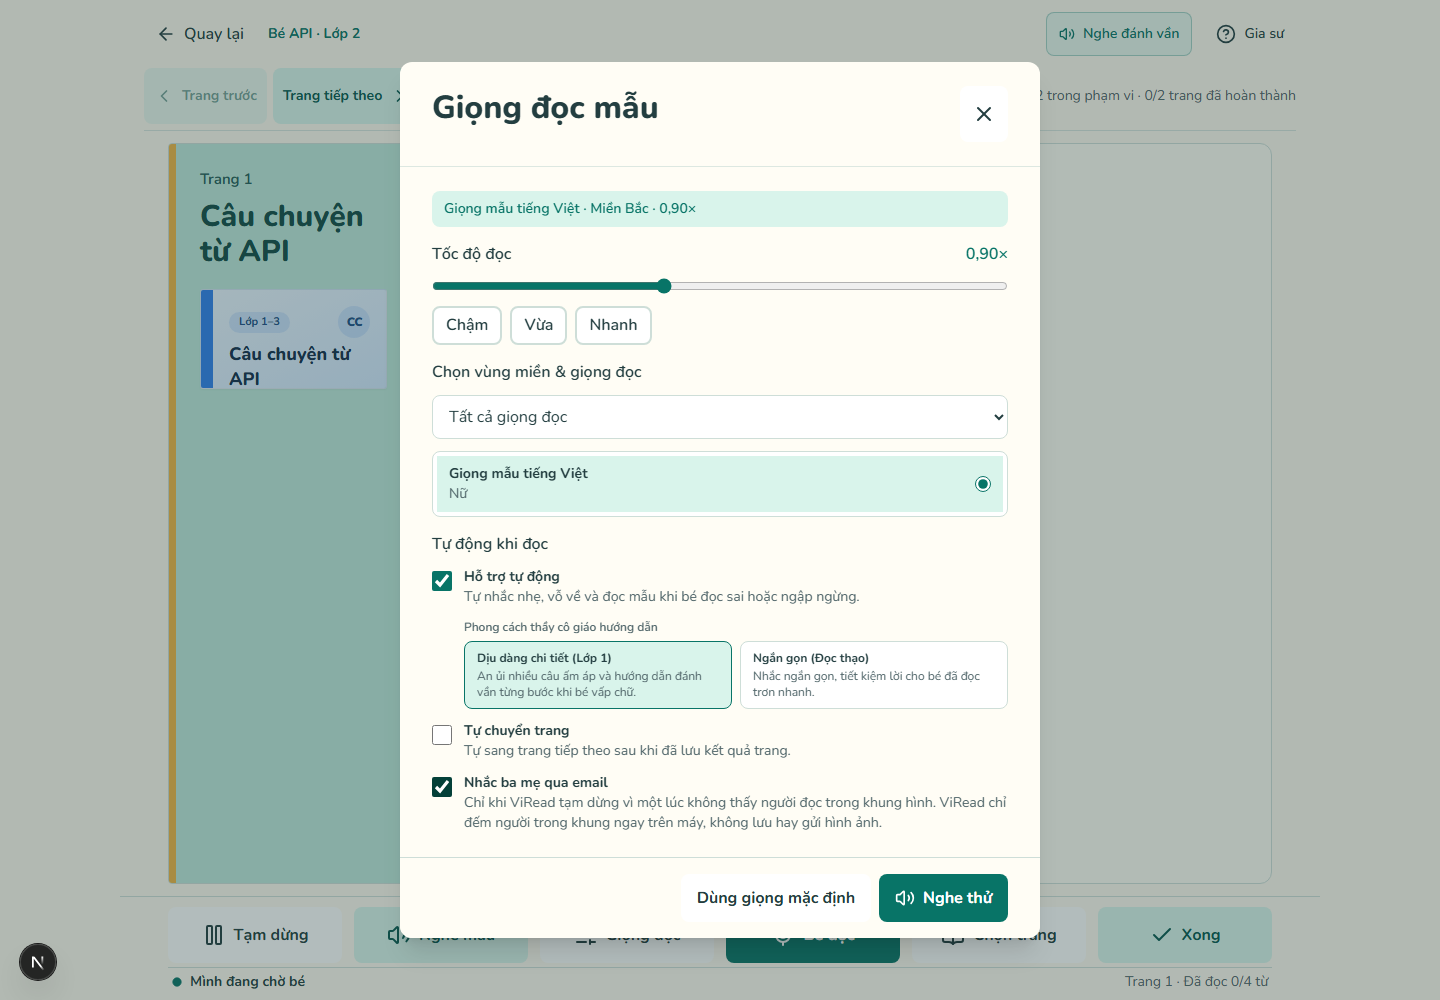 Quay lại
Bé API · Lớp 2
Nghe đánh vần
Gia sư
Trang trước
Trang tiếp theo
2 trong phạm vi · 0/2 trang đã hoàn thành
Trang 1
Câu chuyện
từ API
Lớp 1–3
CC
Câu chuyện từ
API
Giọng đọc mẫu
Giọng mẫu tiếng Việt · Miền Bắc · 0,90×
Tốc độ đọc
0,90×
Chậm
Vừa
Nhanh
Chọn vùng miền & giọng đọc
Tất cả giọng đọc
Giọng mẫu tiếng Việt
Nữ
Tự động khi đọc
Hỗ trợ tự động
Tự nhắc nhẹ, vỗ về và đọc mẫu khi bé đọc sai hoặc ngập ngừng.
Phong cách thầy cô giáo hướng dẫn
Dịu dàng chi tiết (Lớp 1)
An ủi nhiều câu ấm áp và hướng dẫn đánh
vần từng bước khi bé vấp chữ.
Ngắn gọn (Đọc thạo)
Nhắc ngắn gọn, tiết kiệm lời cho bé đã đọc
trơn nhanh.
Tự chuyển trang
Tự sang trang tiếp theo sau khi đã lưu kết quả trang.
Nhắc ba mẹ qua email
Chỉ khi ViRead tạm dừng vì một lúc không thấy người đọc trong khung hình. ViRead chỉ
đếm người trong khung ngay trên máy, không lưu hay gửi hình ảnh.
Dùng giọng mặc định
Nghe thử
Tạm dừng
Nghe mẫu
Giọng đọc
Bé đọc
Chọn trang
Xong
N
Mình đang chờ bé
Trang 1 · Đã đọc 0/4 từ